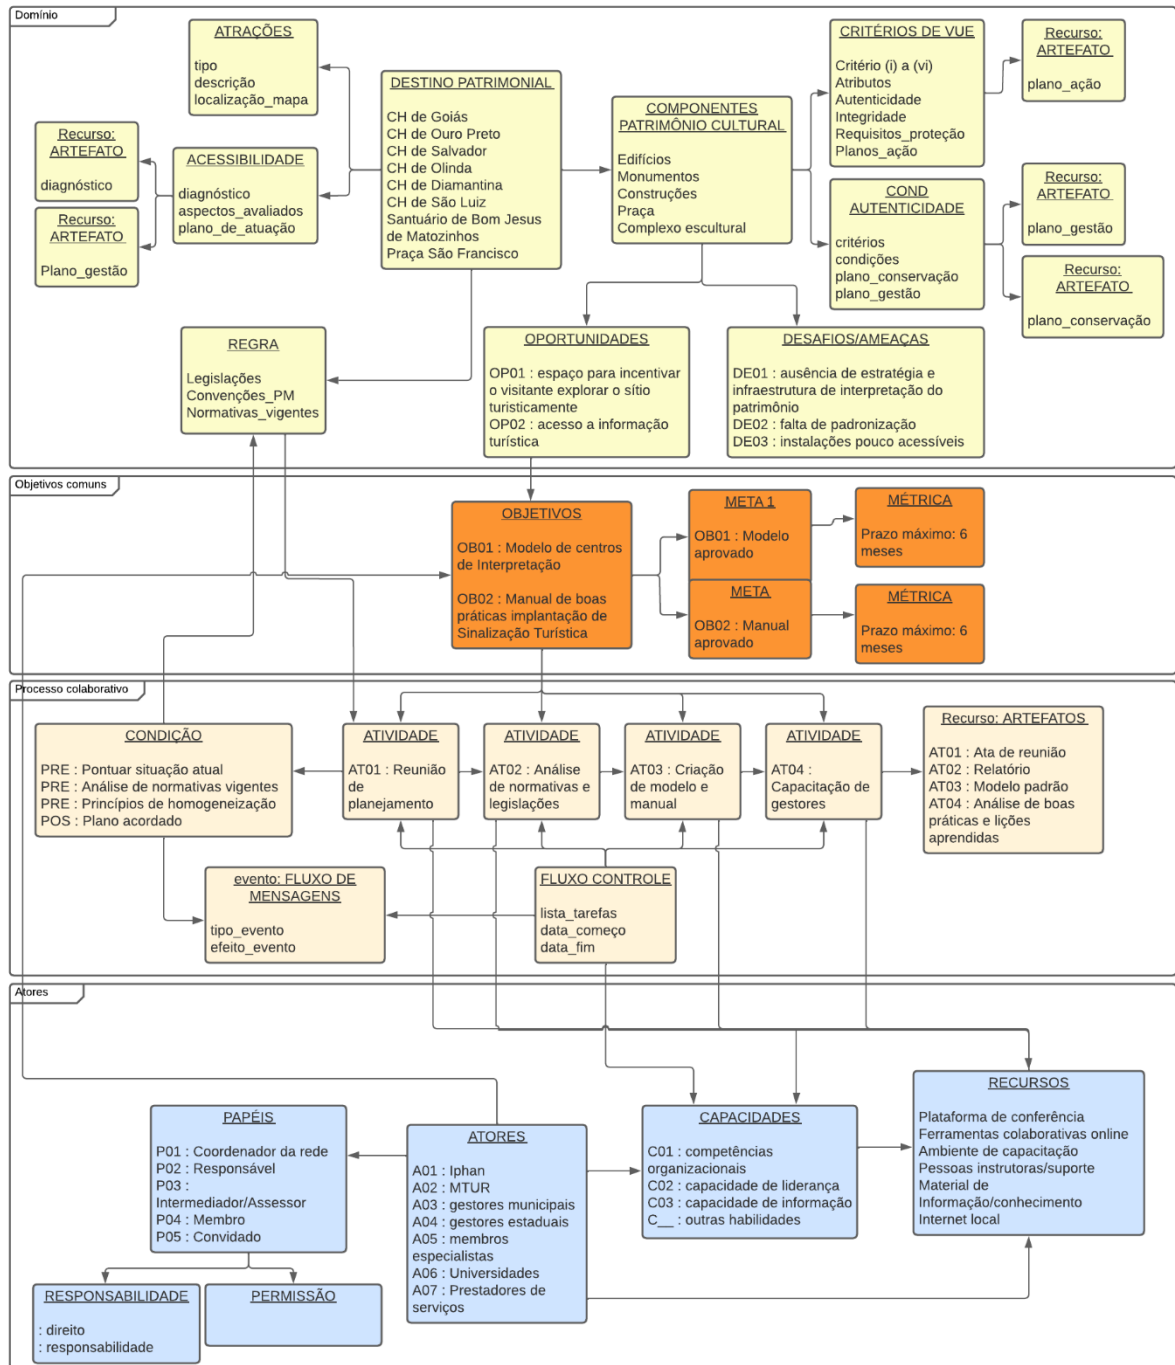 Domínio
ATRAÇÕES
tipo
descrição
localização_mapa
DESTINO PATRIMONIAL
CH de Goiás
CH de Ouro Preto
CH de Salvador
CH de Olinda
CH de Diamantina
CH de São Luiz
Santuário de Bom Jesus
de Matozinhos
Praça São Francisco
COMPONENTES
PATRIMÔNIO CULTURAL
Edifícios
Monumentos
Construções
Praça
Complexo escultural
CRITÉRIOS DE VUE
Critério (i) a (vi)
Atributos
Autenticidade
Integridade
Requisitos_proteção
Planos_ação
Recurso:
ARTEFATO
plano_ação
Recurso:
ARTEFATO
diagnóstico
ACESSIBILIDADE
diagnóstico
aspectos_avaliados
plano_de_atuação
Recurso:
ARTEFATO
Plano_gestão
COND
AUTENTICIDADE
critérios
condições
plano_conservação
plano_gestão
Recurso:
ARTEFATO
plano_gestão
Recurso:
ARTEFATO
plano_conservação
REGRA
Legislações
Convenções_PM
Normativas_vigentes
OPORTUNIDADES
OP01 : espaço para incentivar
o visitante explorar o sítio
turisticamente
OP02 : acesso a informação
turística
DESAFIOS/AMEAÇAS
DE01 : ausência de estratégia e
infraestrutura de interpretação do
patrimônio
DE02 : falta de padronização
DE03 : instalações pouco acessíveis
Objetivos comuns
OBJETIVOS
OB01 : Modelo de centros
de Interpretação
OB02 : Manual de boas
práticas implantação de
Sinalização Turística
META 1
OB01 : Modelo
aprovado
MÉTRICA
Prazo máximo: 6
meses
META
OB02 : Manual
aprovado
MÉTRICA
Prazo máximo: 6
meses
Processo colaborativo
CONDIÇÃO
PRE : Pontuar situação atual
PRE : Análise de normativas vigentes
PRE : Princípios de homogeneização
POS : Plano acordado
ATIVIDADE
AT01 : Reunião
de
planejamento
ATIVIDADE
AT02 : Análise
de normativas e
legislações
ATIVIDADE
AT03 : Criação
de modelo e
manual
ATIVIDADE
AT04 :
Capacitação de
gestores
Recurso: ARTEFATOS
AT01 : Ata de reunião
AT02 : Relatório
AT03 : Modelo padrão
AT04 : Análise de boas
práticas e lições
aprendidas
evento: FLUXO DE
MENSAGENS
tipo_evento
efeito_evento
FLUXO CONTROLE
lista_tarefas
data_começo
data_fim
Atores
PAPÉIS
P01 : Coordenador da rede
P02 : Responsável
P03 :
Intermediador/Assessor
P04 : Membro
P05 : Convidado
ATORES
A01 : Iphan
A02 : MTUR
A03 : gestores municipais
A04 : gestores estaduais
A05 : membros
especialistas
A06 : Universidades
A07 : Prestadores de
serviços
CAPACIDADES
C01 : competências
organizacionais
C02 : capacidade de liderança
C03 : capacidade de informação
C__ : outras habilidades
RECURSOS
Plataforma de conferência
Ferramentas colaborativas online
Ambiente de capacitação
Pessoas instrutoras/suporte
Material de
Informação/conhecimento
Internet local
RESPONSABILIDADE
: direito
: responsabilidade
PERMISSÃO